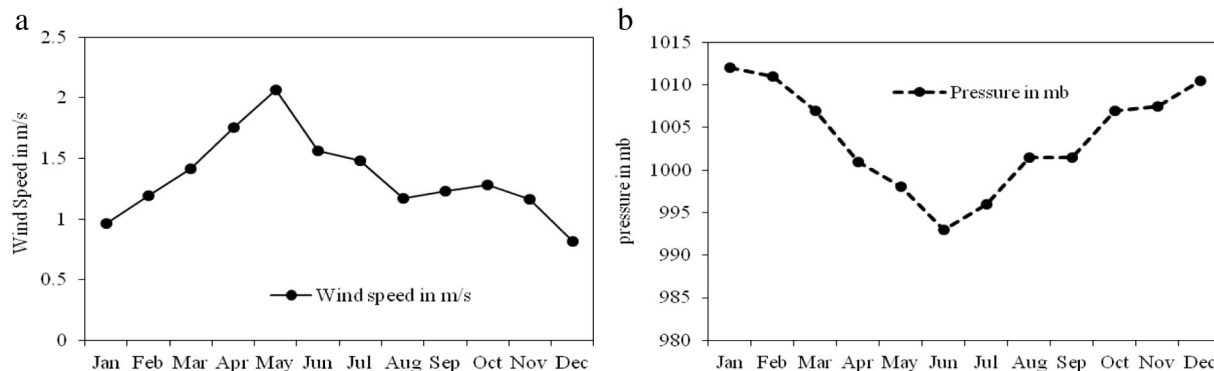 a
2.5
2
1.5
1
0.5
0
Wind Speed in m/s
Wind speed in m/s
Jan Feb Mar Apr May Jun Jul Aug Sep Oct Nov Dec
b
1015
1010
1005
1000
995
990
985
980
pressure in mb
Pressure in mb
Jan Feb Mar Apr May Jun Jul Aug Sep Oct Nov Dec